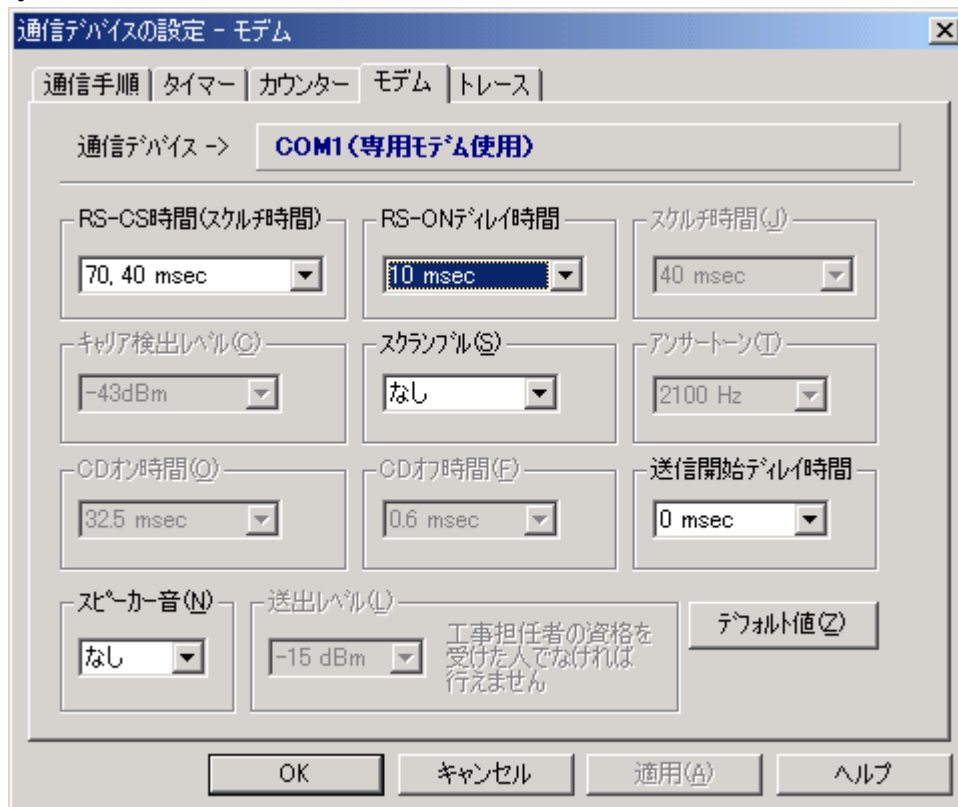 通信ﾃﾞﾊﾞｲｽの設定 - モデム
通信手順 タイマー カウンター モデム トレース
通信ﾃﾞﾊﾞｲｽ -> COM1(専用ﾓﾃﾞﾑ使用)
RS-CS時間(ｽｹﾙﾁ時間) RS-ONﾃﾞｨﾚｲ時間 ｽｹﾙﾁ時間(J)
70, 40 msec 10 msec 40 msec
ｷｬﾘｱ検出ﾚﾍﾞﾙ(C) ｽｸﾗﾝﾌﾞﾙ(S) ｱﾝｻｰﾄｰﾝ(T)
-43dBm なし 2100 Hz
CDｵﾝ時間(O) CDｵﾌ時間(F) 送信開始ﾃﾞｨﾚｲ時間
32.5 msec 0.6 msec 0 msec
ｽﾋﾟｰｶｰ音(N) 送出ﾚﾍﾞﾙ(L)
なし -15 dBm 工事担任者の資格を
受けた人でなければ
行えません
ﾃﾞﾌｫﾙﾄ値(Z)
OK キャンセル 適用(A) ヘルプ